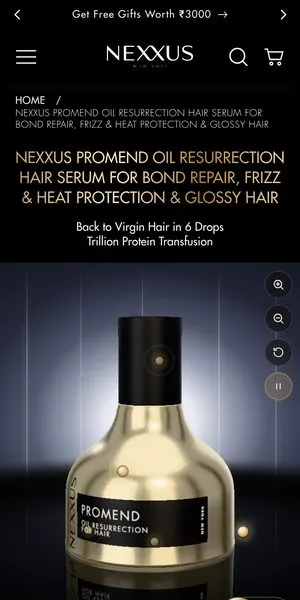 Get Free Gifts Worth ₹3000 →
NEXXUS
NEW YORK
HOME /
NEXXUS PROMEND OIL RESURRECTION HAIR SERUM FOR
BOND REPAIR, FRIZZ & HEAT PROTECTION & GLOSSY HAIR
NEXXUS PROMEND OIL RESURRECTION
HAIR SERUM FOR BOND REPAIR, FRIZZ
& HEAT PROTECTION & GLOSSY HAIR
Back to Virgin Hair in 6 Drops
Trillion Protein Transfusion
NEXXUS
PROMEND
OIL RESURRECTION
FOR HAIR
NEW YORK